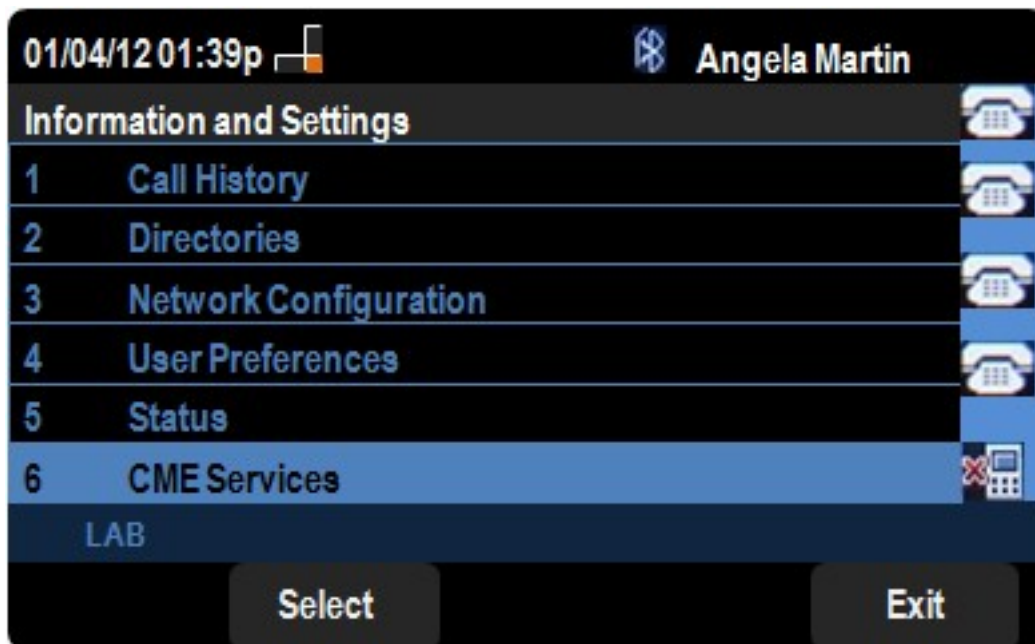 01/04/12 01:39p
Angela Martin
Information and Settings
1 Call History
2 Directories
3 Network Configuration
4 User Preferences
5 Status
6 CME Services
LAB
Select
Exit